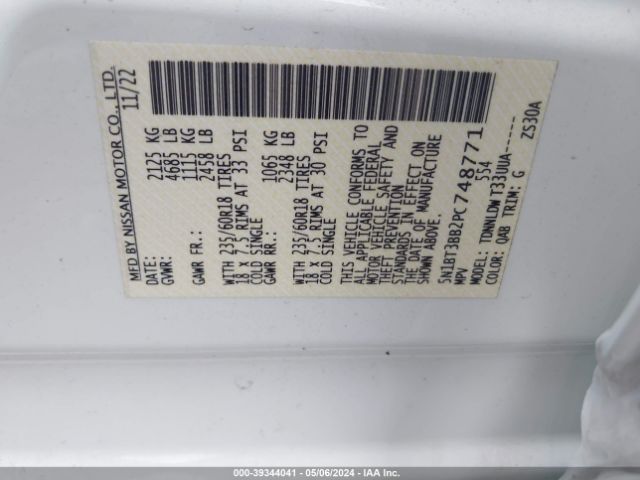 MFD BY NISSAN MOTOR CO., LTD.
DATE: 11/22
GVWR: 2125 KG
4685 LB
GAWR FR.: 1115 KG
2458 LB
WITH 235/60R18 TIRES
18 X 7.5 RIMS AT 33 PSI
COLD SINGLE
GAWR RR.: 1065 KG
2348 LB
WITH 235/60R18 TIRES
18 X 7.5 RIMS AT 30 PSI
COLD SINGLE
THIS VEHICLE CONFORMS TO
ALL APPLICABLE FEDERAL
MOTOR VEHICLE SAFETY AND
THEFT PREVENTION
STANDARDS IN EFFECT ON
THE DATE OF MANUFACTURE
SHOWN ABOVE.
5N1BT3BB2PC748771
MPV 554
MODEL: TDNNLDW T33UUA------
COLOR: QAB TRIM: G ZS30A
000-39344041 - 05/06/2024 - IAA Inc.